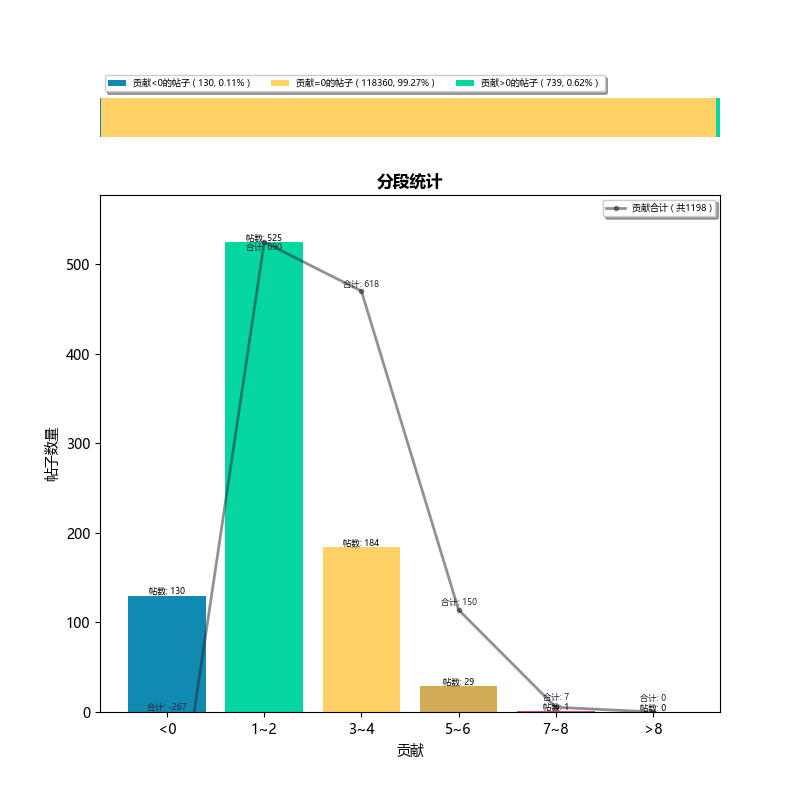 贡献<0的帖子 ( 130, 0.11% ) 贡献=0的帖子 ( 118360, 99.27% ) 贡献>0的帖子 ( 739, 0.62% )
分段统计
贡献合计 ( 共1198 )
帖数: 525
合计: 690
合计: 618
帖数: 184
帖数: 130
合计: 150
帖数: 29
合计: 7
帖数: 1
合计: 0
帖数: 0
合计: -267
500
400
300
200
100
0
帖子数量
<0 1~2 3~4 5~6 7~8 >8
贡献